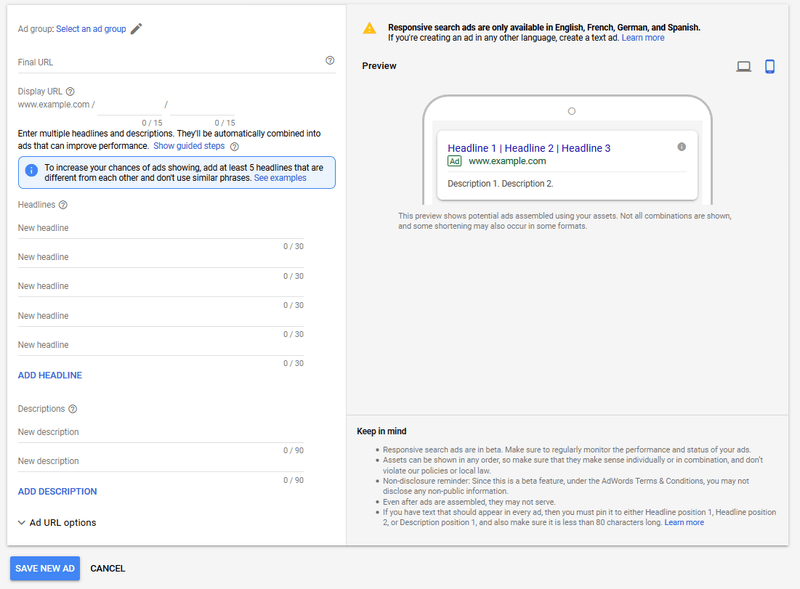 Ad group: Select an ad group
Final URL
Display URL
www.example.com /
/
0 / 15
0 / 15
Enter multiple headlines and descriptions. They'll be automatically combined into
ads that can improve performance. Show guided steps
To increase your chances of ads showing, add at least 5 headlines that are
different from each other and don't use similar phrases. See examples
Headlines
New headline
0 / 30
New headline
0 / 30
New headline
0 / 30
New headline
0 / 30
New headline
0 / 30
ADD HEADLINE
Descriptions
New description
0 / 90
New description
0 / 90
ADD DESCRIPTION
Ad URL options
SAVE NEW AD
CANCEL
Responsive search ads are only available in English, French, German, and Spanish.
If you're creating an ad in any other language, create a text ad. Learn more
Preview
Headline 1 | Headline 2 | Headline 3
Ad www.example.com
Description 1. Description 2.
This preview shows potential ads assembled using your assets. Not all combinations are shown,
and some shortening may also occur in some formats.
Keep in mind
• Responsive search ads are in beta. Make sure to regularly monitor the performance and status of your ads.
• Assets can be shown in any order, so make sure that they make sense individually or in combination, and don't
violate our policies or local law.
• Non-disclosure reminder: Since this is a beta feature, under the AdWords Terms & Conditions, you may not
disclose any non-public information.
• Even after ads are assembled, they may not serve.
• If you have text that should appear in every ad, then you must pin it to either Headline position 1, Headline position
2, or Description position 1, and also make sure it is less than 80 characters long. Learn more